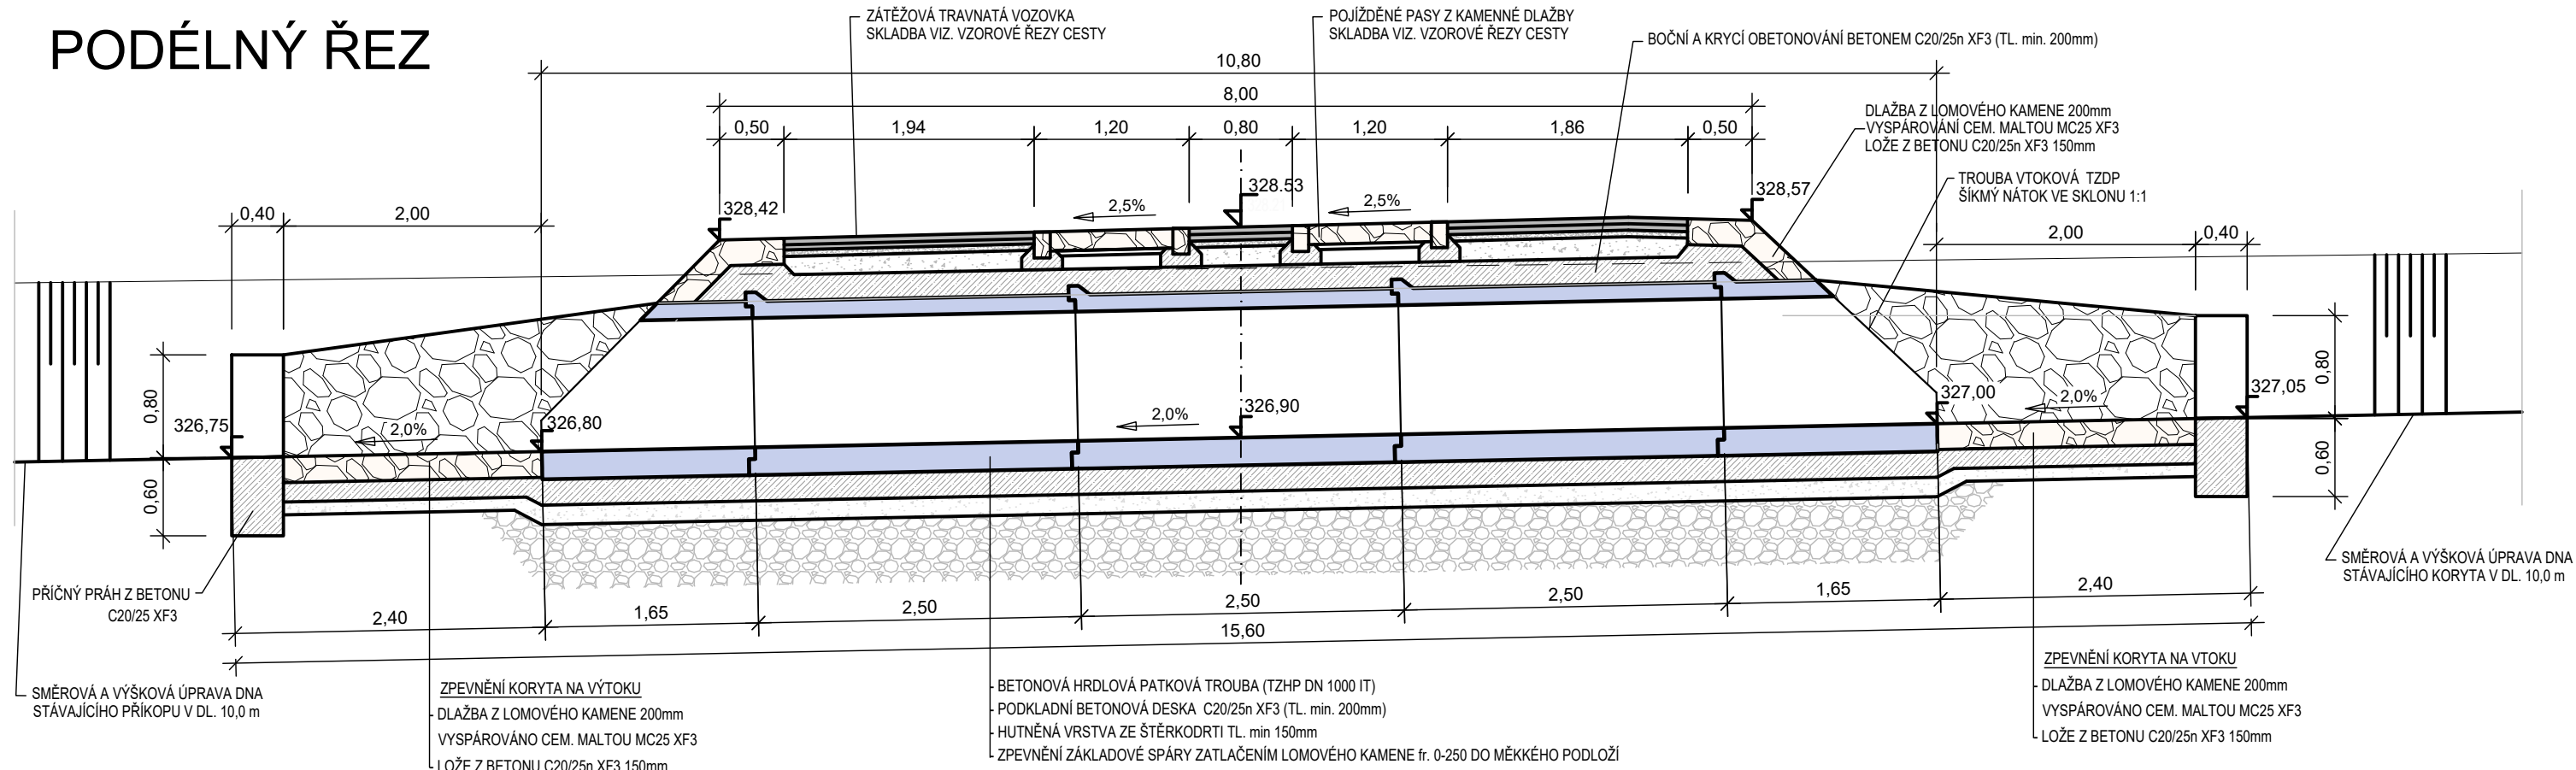 PODÉLNÝ ŘEZ
ZÁTĚŽOVÁ TRAVNATÁ VOZOVKA
SKLADBA VIZ. VZOROVÉ ŘEZY CESTY
POJÍŽDĚNÉ PASY Z KAMENNÉ DLAŽBY
SKLADBA VIZ. VZOROVÉ ŘEZY CESTY
BOČNÍ A KRYCÍ OBETONOVÁNÍ BETONEM C20/25n XF3 (TL. min. 200mm)
10,80
8,00
0,50
1,94
1,20
0,80
1,20
1,86
0,50
DLAŽBA Z LOMOVÉHO KAMENE 200mm
VYSPÁROVÁNÍ CEM. MALTOU MC25 XF3
LOŽE Z BETONU C20/25n XF3 150mm
TROUBA VTOKOVÁ TZDP
ŠIKMÝ NÁTOK VE SKLONU 1:1
0,40
2,00
328,42
2,5%
328.53
2,5%
328,57
2,00
0,40
0,80
326,75
2,0%
326,80
2,0%
326,90
327,00
2,0%
327,05
0,80
0,60
0,60
PŘÍČNÝ PRÁH Z BETONU
C20/25 XF3
SMĚROVÁ A VÝŠKOVÁ ÚPRAVA DNA
STÁVAJÍCÍHO KORYTA V DL. 10,0 m
2,40
1,65
2,50
2,50
2,50
1,65
2,40
15,60
SMĚROVÁ A VÝŠKOVÁ ÚPRAVA DNA
STÁVAJÍCÍHO PŘÍKOPU V DL. 10,0 m
ZPEVNĚNÍ KORYTA NA VÝTOKU
DLAŽBA Z LOMOVÉHO KAMENE 200mm
VYSPÁROVÁNO CEM. MALTOU MC25 XF3
LOŽE Z BETONU C20/25n XF3 150mm
BETONOVÁ HRDLOVÁ PATKOVÁ TROUBA (TZHP DN 1000 IT)
PODKLADNÍ BETONOVÁ DESKA C20/25n XF3 (TL. min. 200mm)
HUTNĚNÁ VRSTVA ZE ŠTĚRKODRTI TL. min 150mm
ZPEVNĚNÍ ZÁKLADOVÉ SPÁRY ZATLAČENÍM LOMOVÉHO KAMENE fr. 0-250 DO MĚKKÉHO PODLOŽÍ
ZPEVNĚNÍ KORYTA NA VTOKU
DLAŽBA Z LOMOVÉHO KAMENE 200mm
VYSPÁROVÁNO CEM. MALTOU MC25 XF3
LOŽE Z BETONU C20/25n XF3 150mm